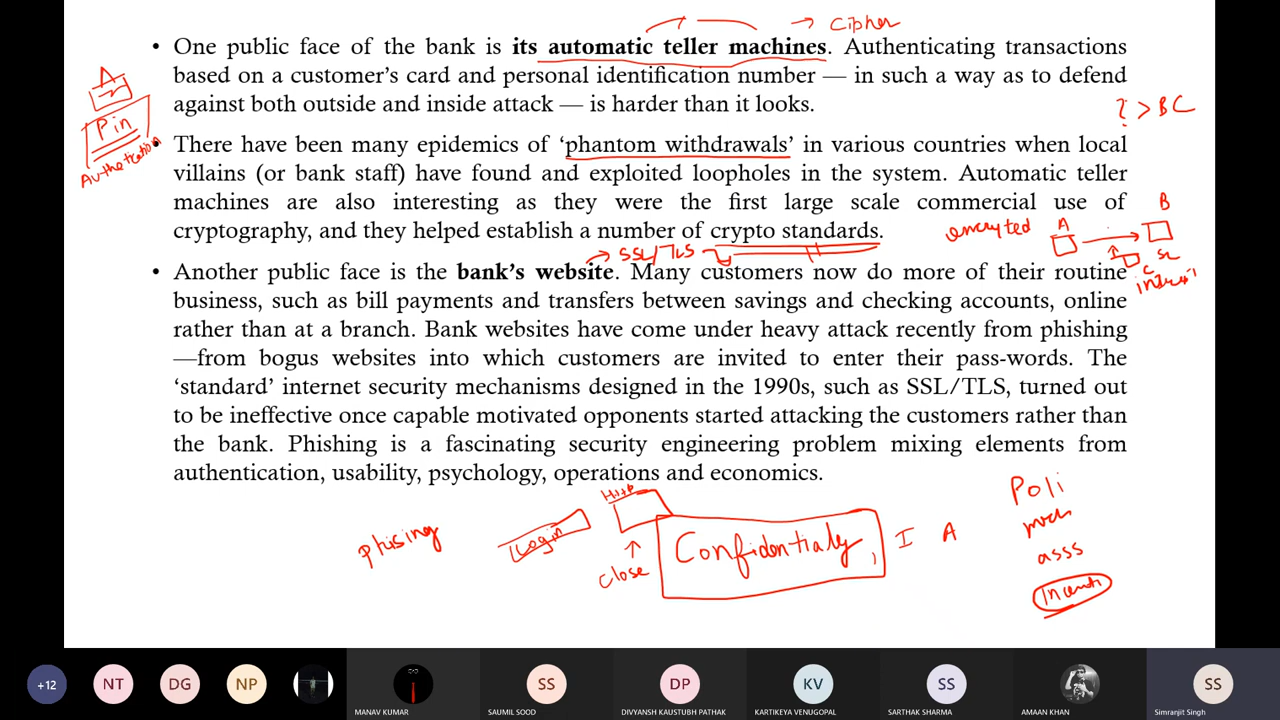 → Cipher
• One public face of the bank is its automatic teller machines. Authenticating transactions
based on a customer's card and personal identification number — in such a way as to defend
against both outside and inside attack — is harder than it looks.
A
Pin
Authetication
? > BC
• There have been many epidemics of 'phantom withdrawals' in various countries when local
villains (or bank staff) have found and exploited loopholes in the system. Automatic teller
machines are also interesting as they were the first large scale commercial use of
cryptography, and they helped establish a number of crypto standards.
encryted
A
B
C
→ SSL/TLS
• Another public face is the bank's website. Many customers now do more of their routine
business, such as bill payments and transfers between savings and checking accounts, online
rather than at a branch. Bank websites have come under heavy attack recently from phishing
—from bogus websites into which customers are invited to enter their pass-words. The
'standard' internet security mechanisms designed in the 1990s, such as SSL/TLS, turned out
to be ineffective once capable motivated opponents started attacking the customers rather than
the bank. Phishing is a fascinating security engineering problem mixing elements from
authentication, usability, psychology, operations and economics.
phising
Login
Close
Confidentialy, I A
Poli
asss
+12
NT
DG
NP
SS
DP
KV
SS
SS
MANAV KUMAR
SAUMIL SOOD
DIVYANSH KAUSTUBH PATHAK
KARTIKEYA VENUGOPAL
SARTHAK SHARMA
AMAAN KHAN
Simranjit Singh